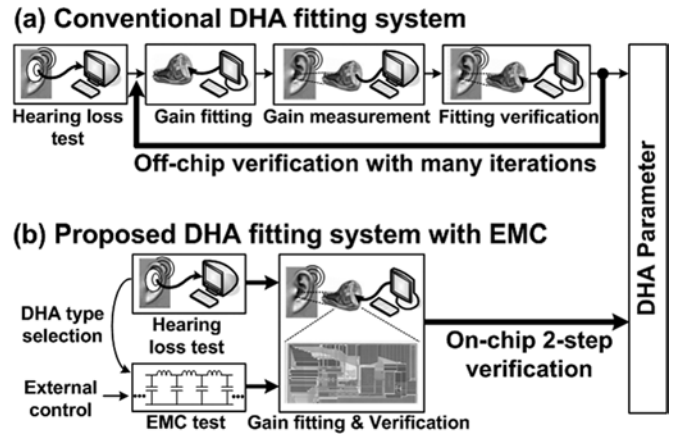 (a) Conventional DHA fitting system
Hearing loss
test
Gain fitting
Gain measurement
Fitting verification
Off-chip verification with many iterations
DHA Parameter
(b) Proposed DHA fitting system with EMC
DHA type
selection
Hearing
loss test
External
control
EMC test
Gain fitting & Verification
On-chip 2-step
verification